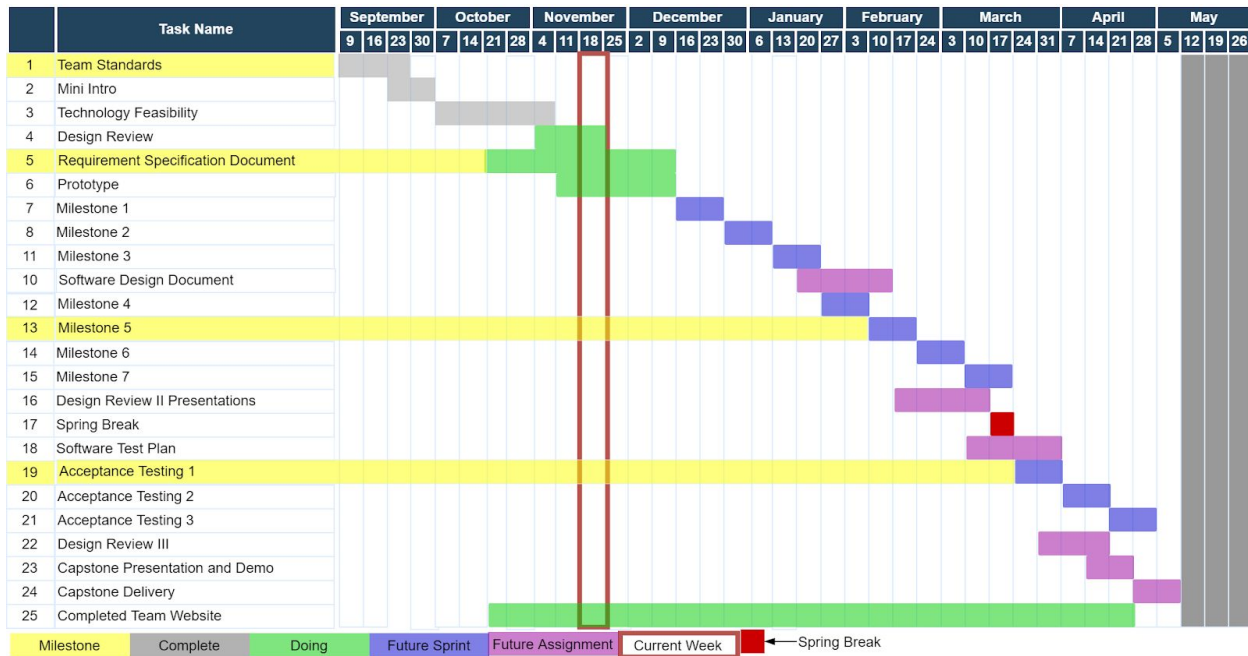 Task Name September October November December January February March April May
9 16 23 30 7 14 21 28 4 11 18 25 2 9 16 23 30 6 13 20 27 3 10 17 24 3 10 17 24 31 7 14 21 28 5 12 19 26
1 Team Standards
2 Mini Intro
3 Technology Feasibility
4 Design Review
5 Requirement Specification Document
6 Prototype
7 Milestone 1
8 Milestone 2
11 Milestone 3
10 Software Design Document
12 Milestone 4
13 Milestone 5
14 Milestone 6
15 Milestone 7
16 Design Review II Presentations
17 Spring Break
18 Software Test Plan
19 Acceptance Testing 1
20 Acceptance Testing 2
21 Acceptance Testing 3
22 Design Review III
23 Capstone Presentation and Demo
24 Capstone Delivery
25 Completed Team Website
Milestone Complete Doing Future Sprint Future Assignment Current Week Spring Break